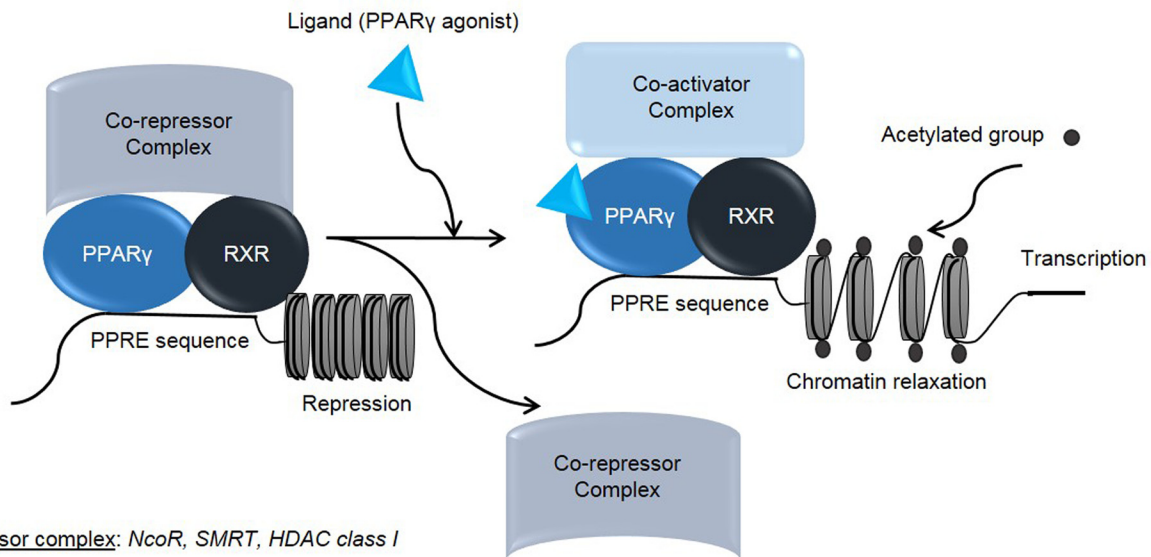 Ligand (PPARγ agonist)
Co-repressor
Complex
PPARγ
RXR
PPRE sequence
Repression
Co-activator
Complex
PPARγ
RXR
PPRE sequence
Acetylated group
Transcription
Chromatin relaxation
Co-repressor
Complex
sor complex: NcoR, SMRT, HDAC class I